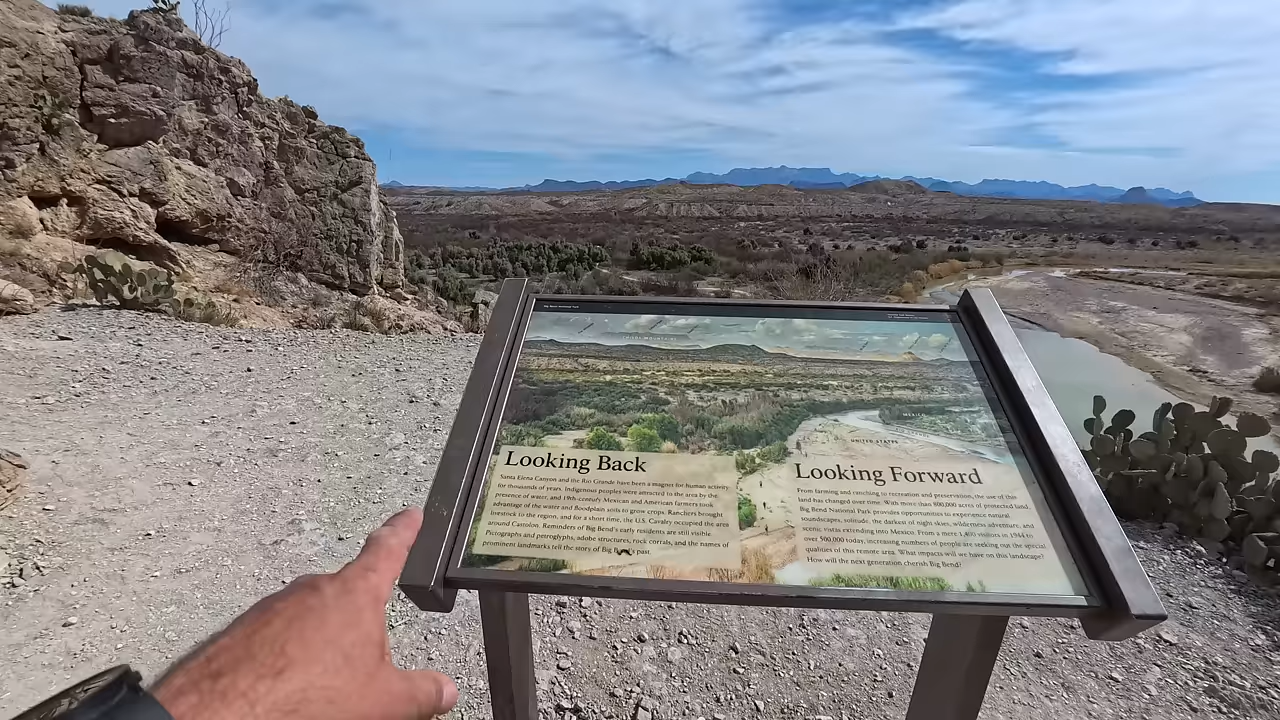 Big Bend National Park
CHISOS MOUNTAINS
MEXICO
UNITED STATES
Looking Back
Santa Elena Canyon and the Rio Grande have been a magnet for human activity
for thousands of years. Indigenous peoples were attracted to the area by the
presence of water, and 19th-century Mexican and American farmers took
advantage of the water and floodplain soils to grow crops. Ranchers brought
livestock to the region, and for a short time, the U.S. Cavalry occupied the area
around Castolon. Reminders of Big Bend's early residents are still visible.
Pictographs and petroglyphs, adobe structures, rock corrals, and the names of
prominent landmarks tell the story of Big Bend's past.
Looking Forward
From farming and ranching to recreation and preservation, the use of this
land has changed over time. With more than 800,000 acres of protected land,
Big Bend National Park provides opportunities to experience natural
soundscapes, solitude, the darkest of night skies, wilderness adventure, and
scenic vistas extending into Mexico. From a mere 1,400 visitors in 1944 to
over 500,000 today, increasing numbers of people are seeking out the special
qualities of this remote area. What impacts will we have on this landscape?
How will the next generation cherish Big Bend?